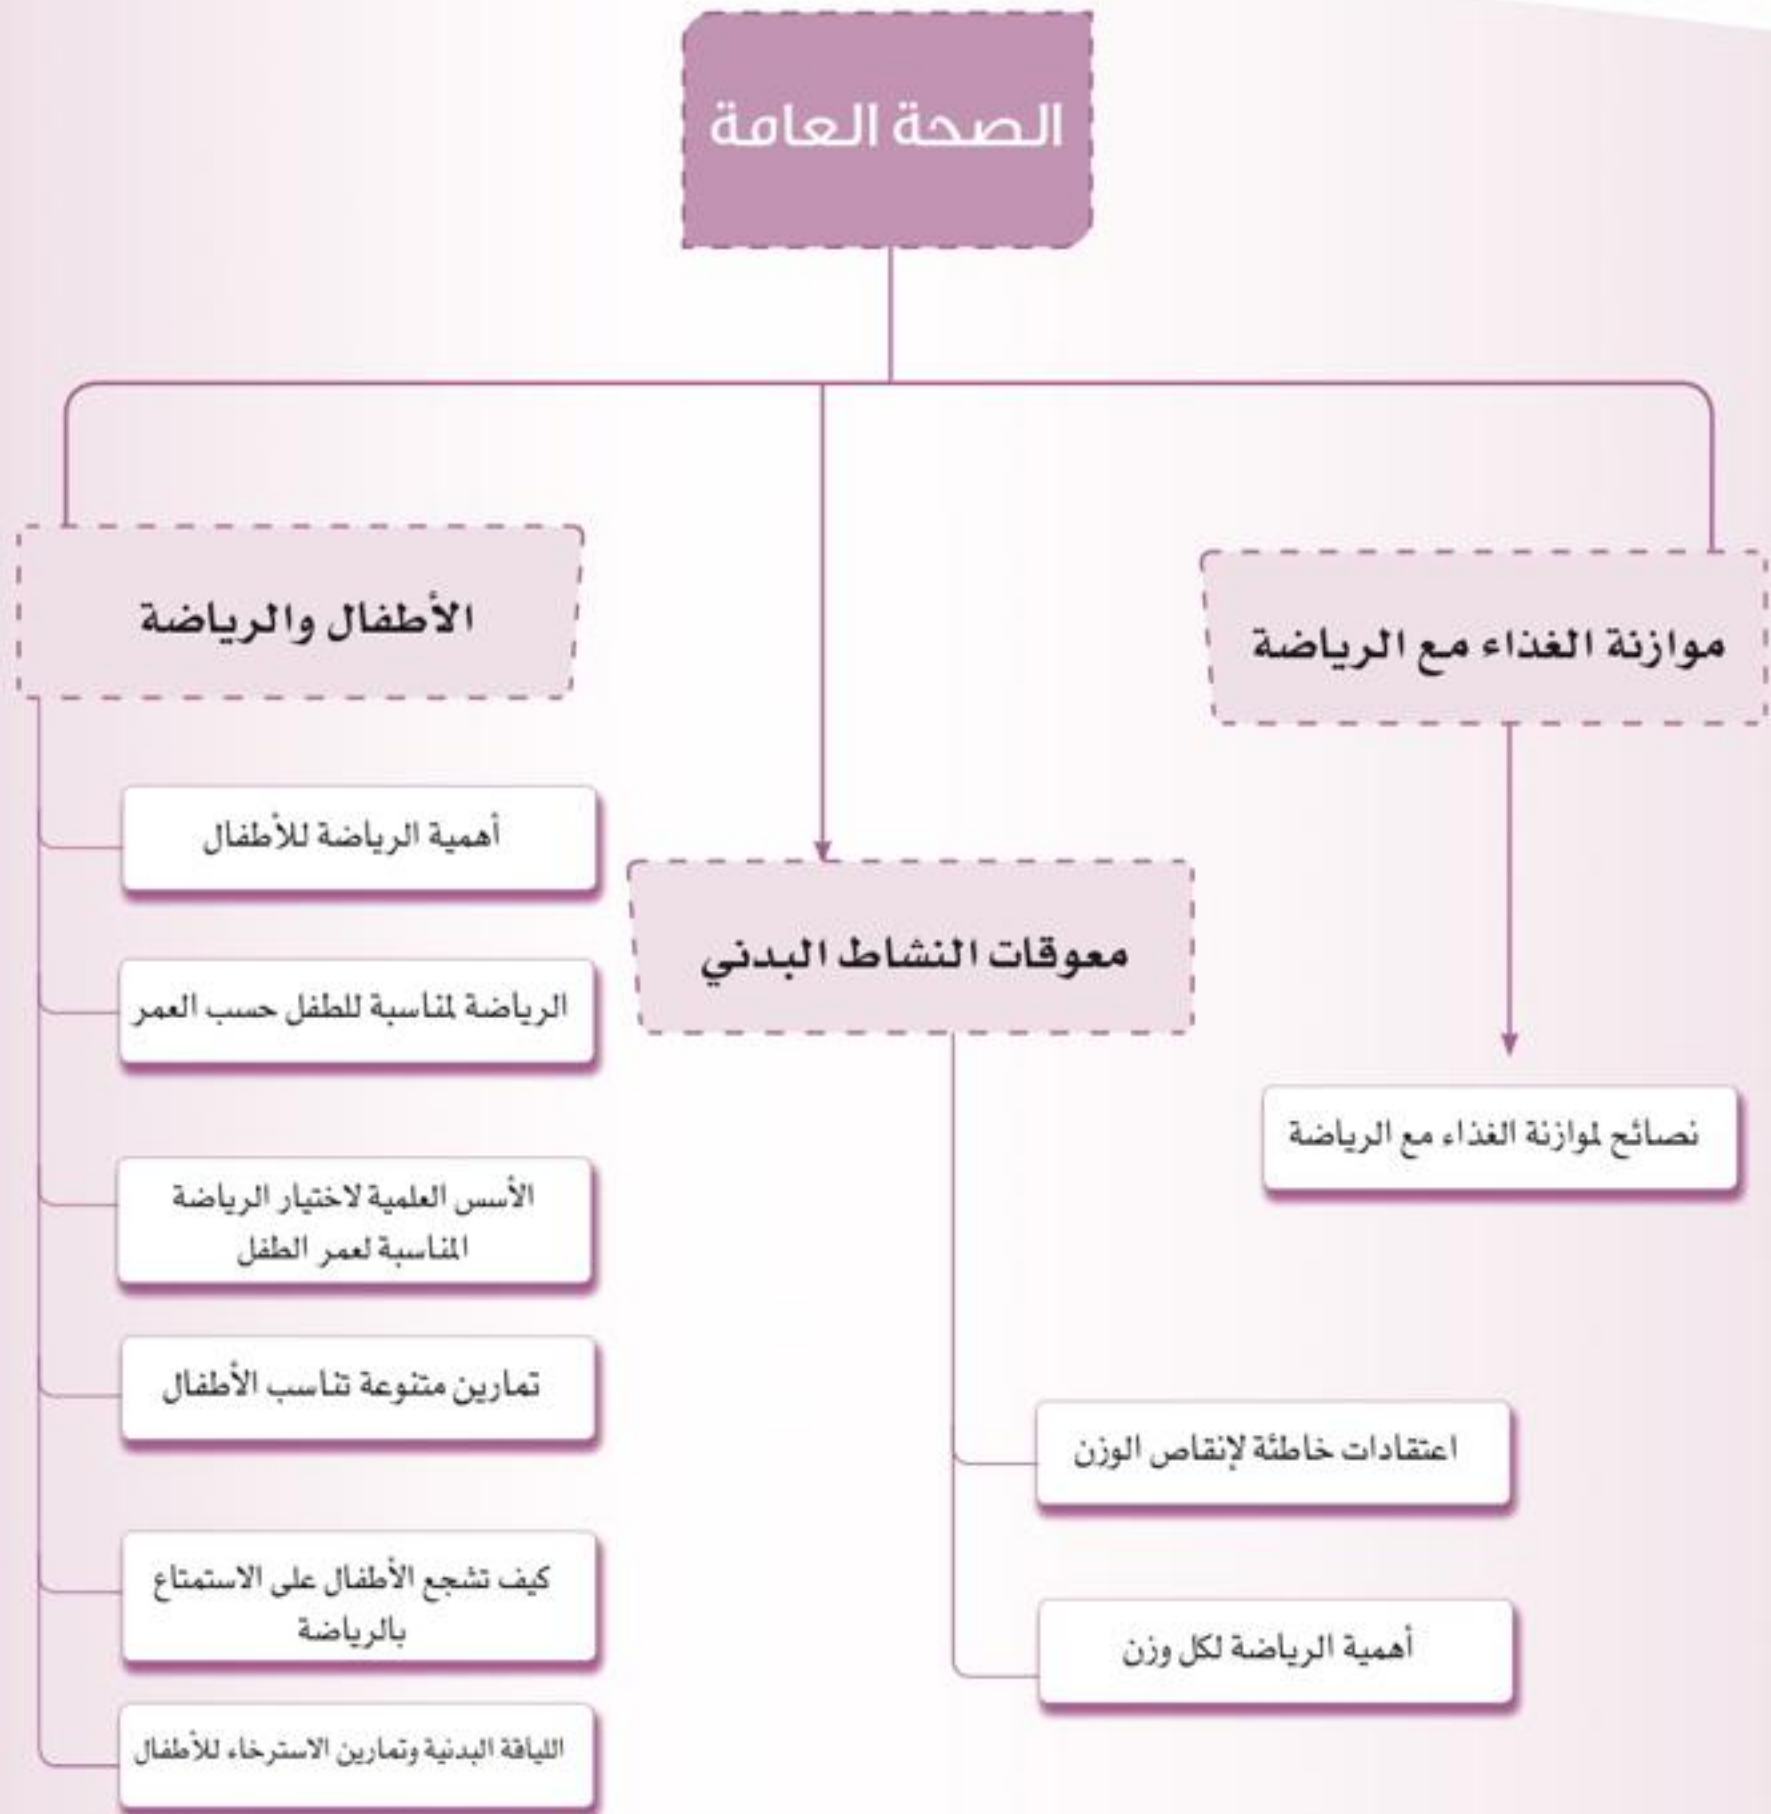 الصحة العامة
موازنة الغذاء مع الرياضة
نصائح لموازنة الغذاء مع الرياضة
معوقات النشاط البدني
اعتقادات خاطئة لإنقاص الوزن
أهمية الرياضة لكل وزن
الأطفال والرياضة
أهمية الرياضة للأطفال
الرياضة لمناسبة للطفل حسب العمر
الأسس العلمية لاختيار الرياضة
المناسبة لعمر الطفل
تمارين متنوعة تناسب الأطفال
كيف تشجع الأطفال على الاستمتاع
بالرياضة
اللياقة البدنية وتمارين الاسترخاء للأطفال